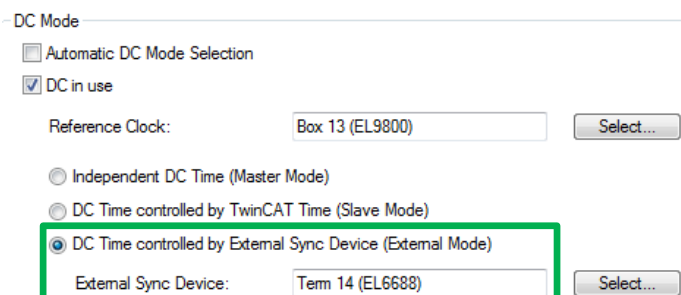 DC Mode
Automatic DC Mode Selection
DC in use
Reference Clock: Box 13 (EL9800) Select...
Independent DC Time (Master Mode)
DC Time controlled by TwinCAT Time (Slave Mode)
DC Time controlled by External Sync Device (External Mode)
External Sync Device: Term 14 (EL6688) Select...